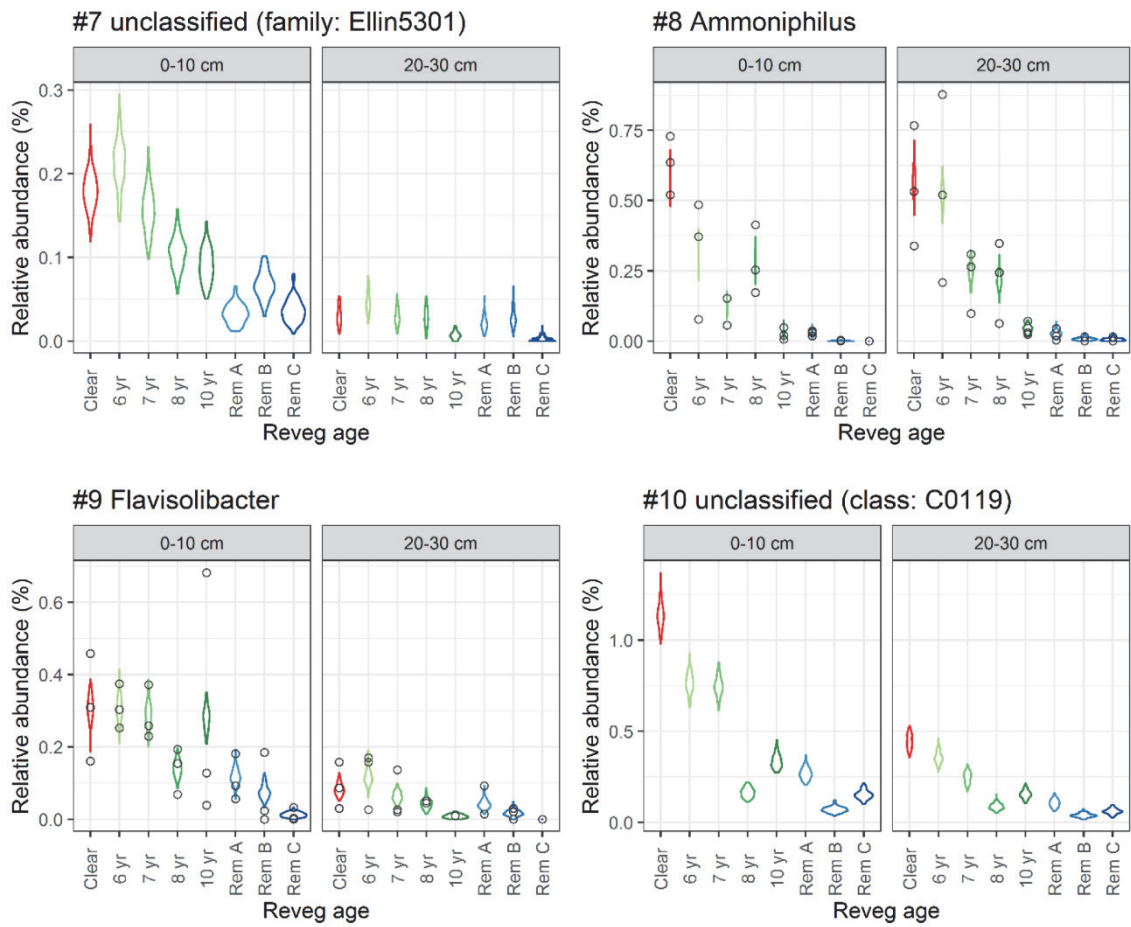 #7 unclassified (family: Ellin5301)
0-10 cm 20-30 cm
Relative abundance (%)
0.3
0.2
0.1
0.0
Clear 6 yr 7 yr 8 yr 10 yr Rem A Rem B Rem C Clear 6 yr 7 yr 8 yr 10 yr Rem A Rem B Rem C
Reveg age
#8 Ammoniphilus
0-10 cm 20-30 cm
Relative abundance (%)
0.75
0.50
0.25
0.00
Clear 6 yr 7 yr 8 yr 10 yr Rem A Rem B Rem C Clear 6 yr 7 yr 8 yr 10 yr Rem A Rem B Rem C
Reveg age
#9 Flavisolibacter
0-10 cm 20-30 cm
Relative abundance (%)
0.6
0.4
0.2
0.0
Clear 6 yr 7 yr 8 yr 10 yr Rem A Rem B Rem C Clear 6 yr 7 yr 8 yr 10 yr Rem A Rem B Rem C
Reveg age
#10 unclassified (class: C0119)
0-10 cm 20-30 cm
Relative abundance (%)
1.0
0.5
0.0
Clear 6 yr 7 yr 8 yr 10 yr Rem A Rem B Rem C Clear 6 yr 7 yr 8 yr 10 yr Rem A Rem B Rem C
Reveg age